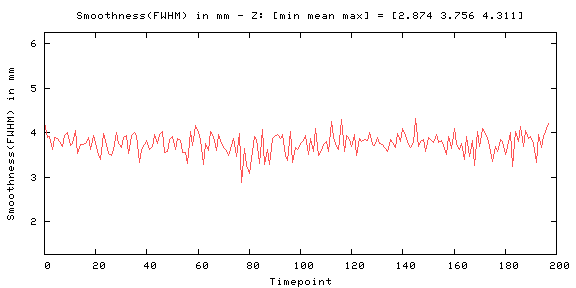 Smoothness(FWHM) in mm - Z: [min mean max] = [2.874 3.756 4.311]
6
5
4
3
2
Smoothness(FWHM) in mm
0 20 40 60 80 100 120 140 160 180 200
Timepoint